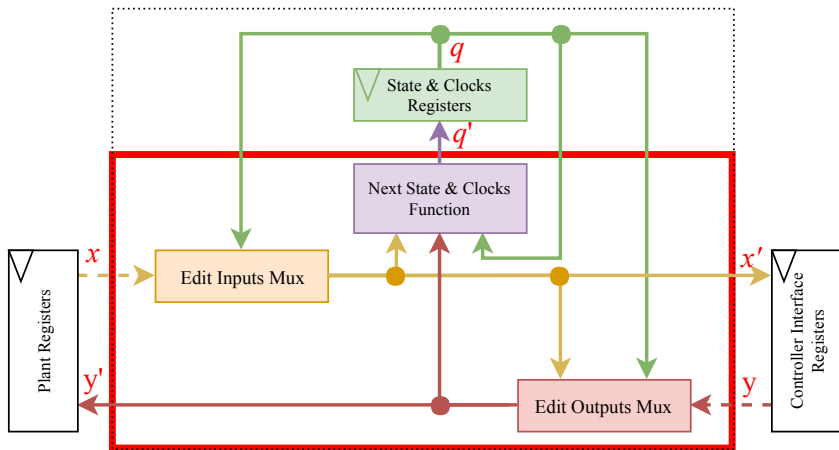 q
State & Clocks
Registers
q'
Next State & Clocks
Function
x
Edit Inputs Mux
x'
Plant Registers
Controller Interface
Registers
y'
Edit Outputs Mux
y